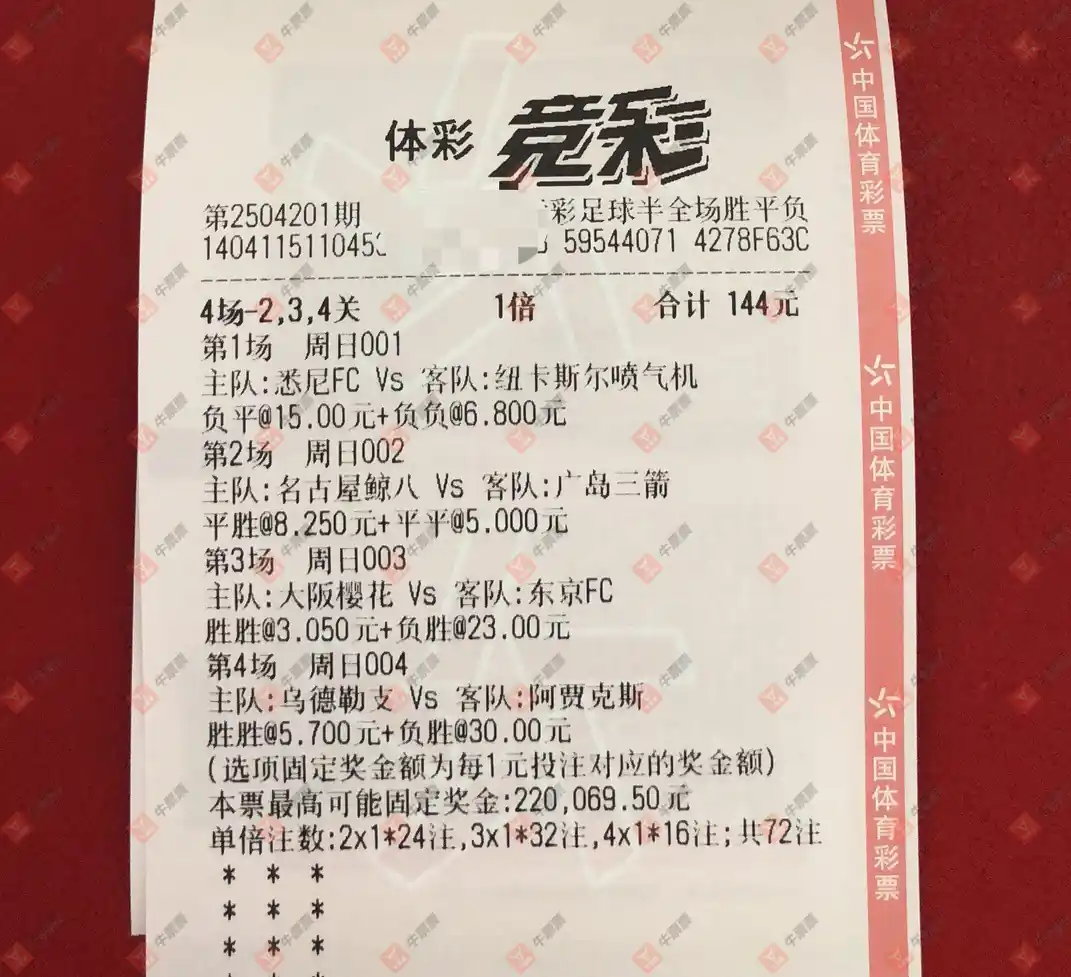 体彩 竞彩
第2504201期 彩足球半全场胜平负
14041151104 59544071 4278F63C
4场-2,3,4关 1倍 合计 144元
第1场 周日001
主队:悉尼FC Vs 客队:纽卡斯尔喷气机
负平@15.00元+负负@6.800元
第2场 周日002
主队:名古屋鲸八 Vs 客队:广岛三箭
平胜@8.250元+平平@5.000元
第3场 周日003
主队:大阪樱花 Vs 客队:东京FC
胜胜@3.050元+负胜@23.00元
第4场 周日004
主队:乌德勒支 Vs 客队:阿贾克斯
胜胜@5.700元+负胜@30.00元
(选项固定奖金额为每1元投注对应的奖金额)
本票最高可能固定奖金:220,069.50元
单倍注数:2x1*24注,3x1*32注,4x1*16注;共72注
* * *
* * *
* * *
中国体育彩票
中国体育彩票
中国体育彩票
牛票票